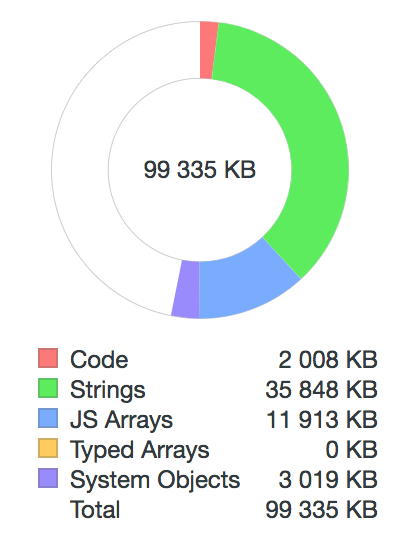 99 335 KB
Code 2 008 KB
Strings 35 848 KB
JS Arrays 11 913 KB
Typed Arrays 0 KB
System Objects 3 019 KB
Total 99 335 KB